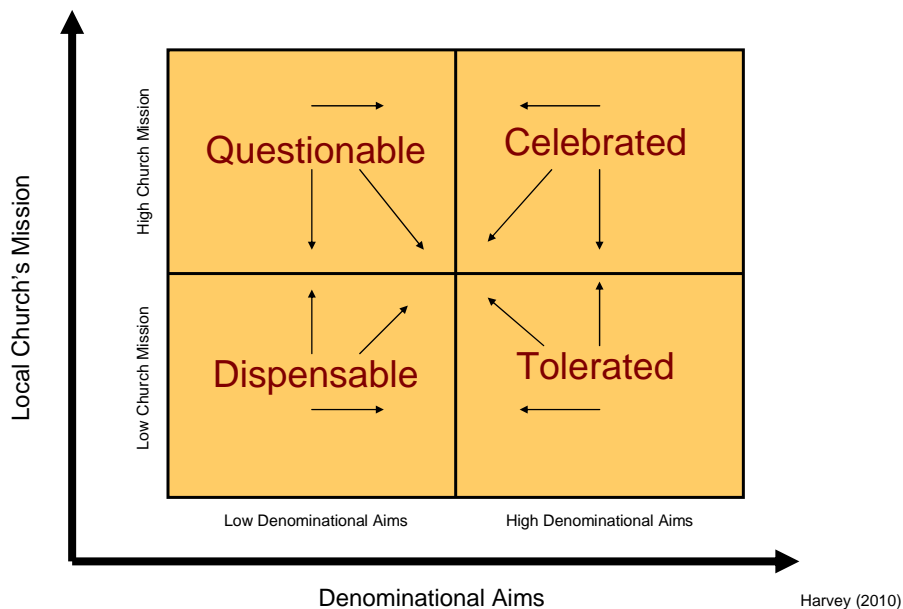 Local Church's Mission
High Church Mission
Low Church Mission
Questionable
Celebrated
Dispensable
Tolerated
Low Denominational Aims
High Denominational Aims
Denominational Aims
Harvey (2010)